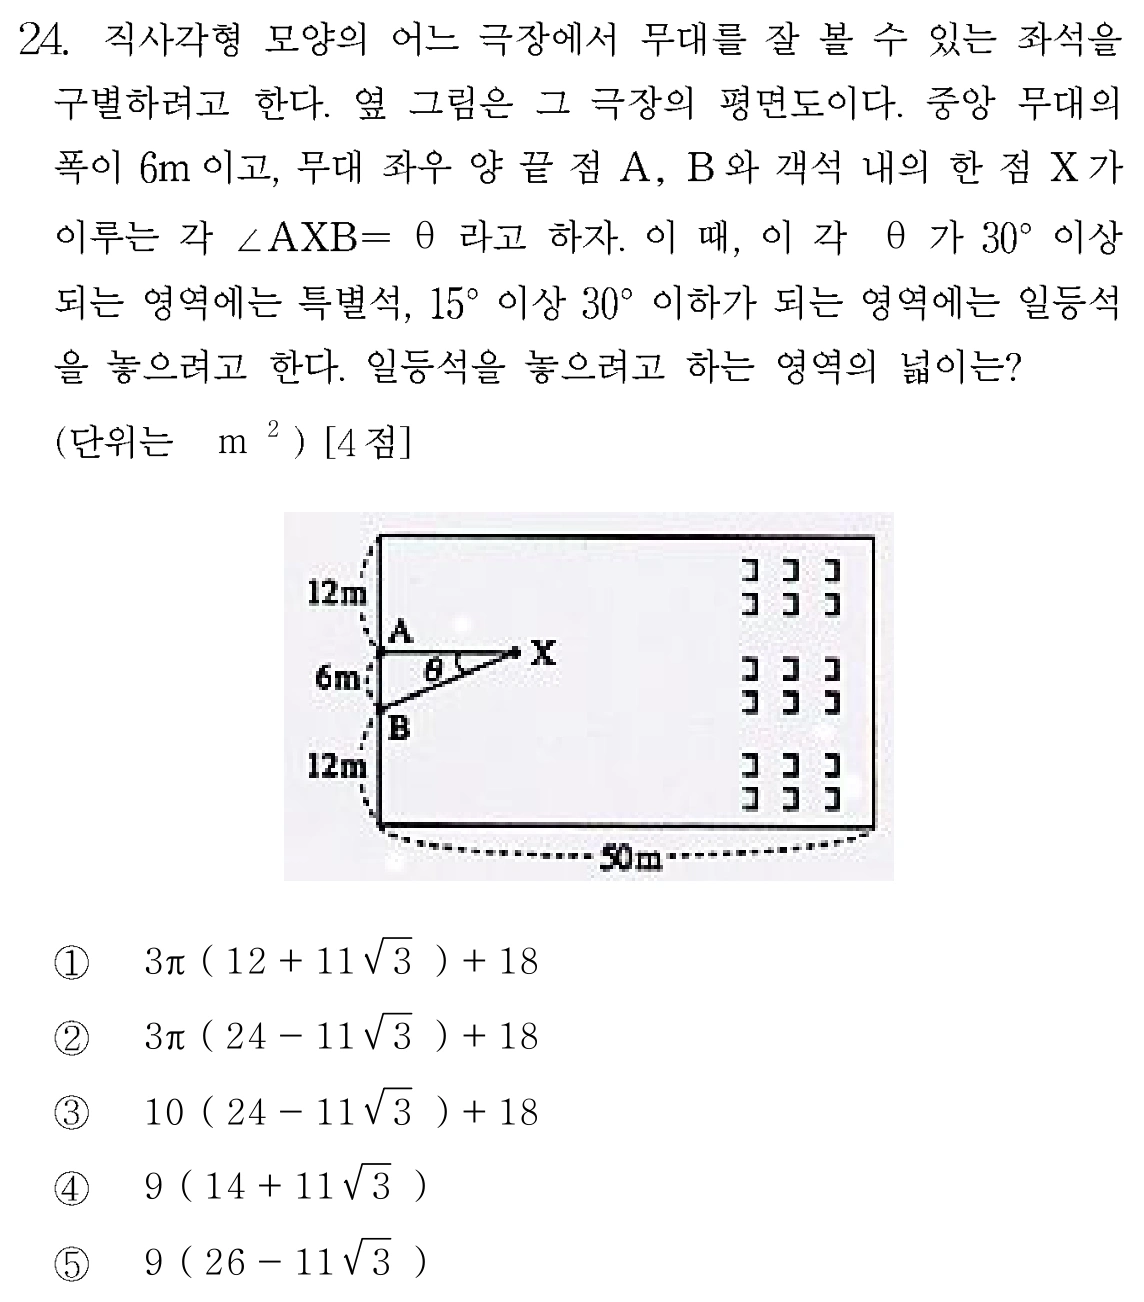 24. 직사각형 모양의 어느 극장에서 무대를 잘 볼 수 있는 좌석을
구별하려고 한다. 옆 그림은 그 극장의 평면도이다. 중앙 무대의
폭이 6m 이고, 무대 좌우 양 끝 점 A, B와 객석 내의 한 점 X가
이루는 각 ∠AXB= θ 라고 하자. 이 때, 이 각 θ 가 30° 이상
되는 영역에는 특별석, 15° 이상 30° 이하가 되는 영역에는 일등석
을 놓으려고 한다. 일등석을 놓으려고 하는 영역의 넓이는?
(단위는 m ²) [4점]
12m
A
X
θ
6m
B
12m
50m
① 3π ( 12 + 11√3 ) + 18
② 3π ( 24 − 11√3 ) + 18
③ 10 ( 24 − 11√3 ) + 18
④ 9 ( 14 + 11√3 )
⑤ 9 ( 26 − 11√3 )